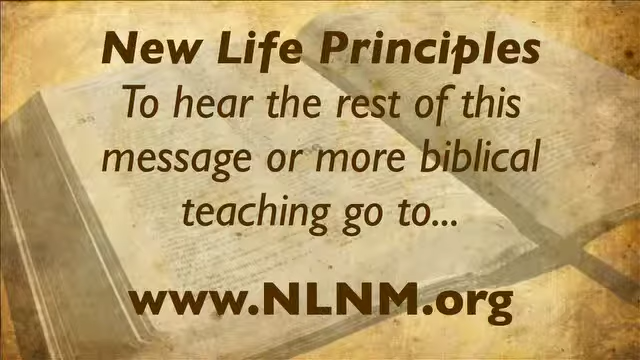 New Life Principles
To hear the rest of this
message or more biblical
teaching go to...
www.NLNM.org